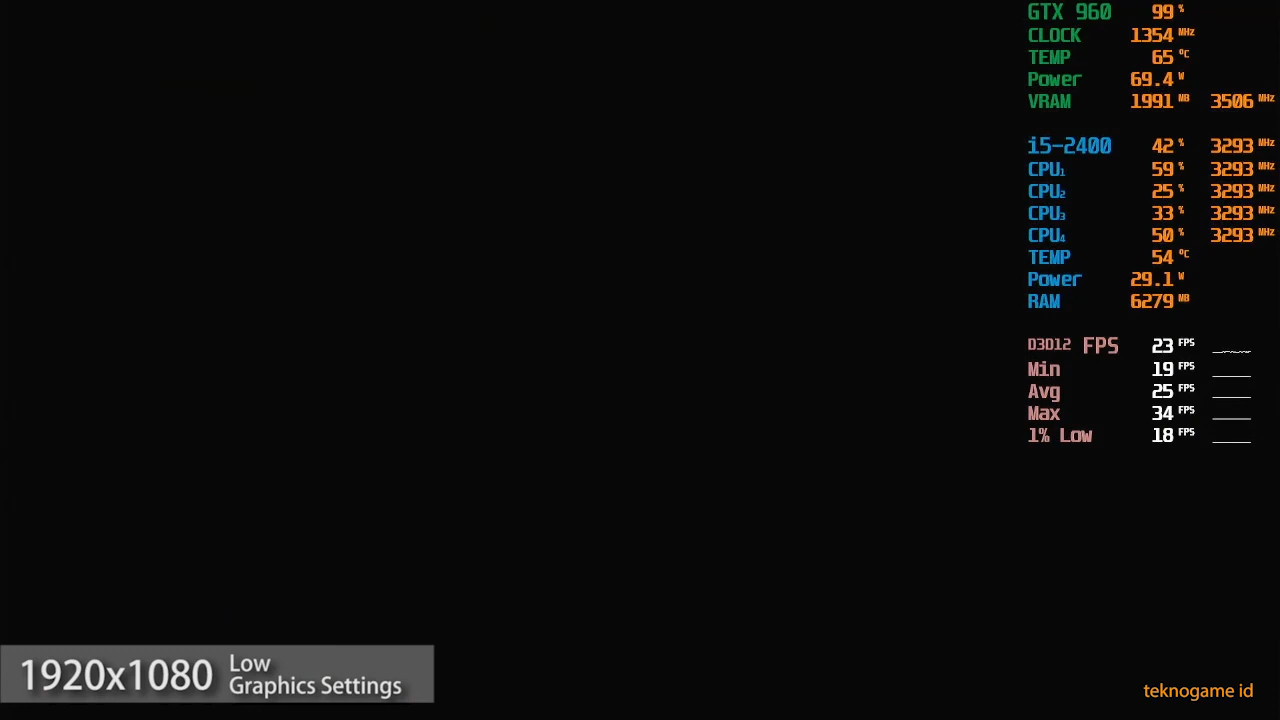 GTX 960 99 %
CLOCK 1354 MHz
TEMP 65 °C
Power 69.4 W
VRAM 1991 MB 3506 MHz
i5-2400 42 % 3293 MHz
CPU1 59 % 3293 MHz
CPU2 25 % 3293 MHz
CPU3 33 % 3293 MHz
CPU4 50 % 3293 MHz
TEMP 54 °C
Power 29.1 W
RAM 6279 MB
D3D12 FPS 23 FPS
Min 19 FPS
Avg 25 FPS
Max 34 FPS
1% Low 18 FPS
1920x1080 Low
Graphics Settings
teknogame id